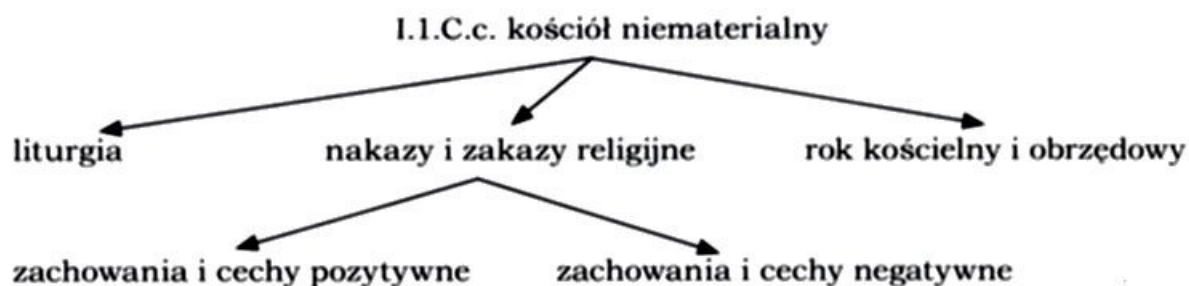 I.1.C.c. kościół niematerialny
liturgia nakazy i zakazy religijne rok kościelny i obrzędowy
zachowania i cechy pozytywne zachowania i cechy negatywne